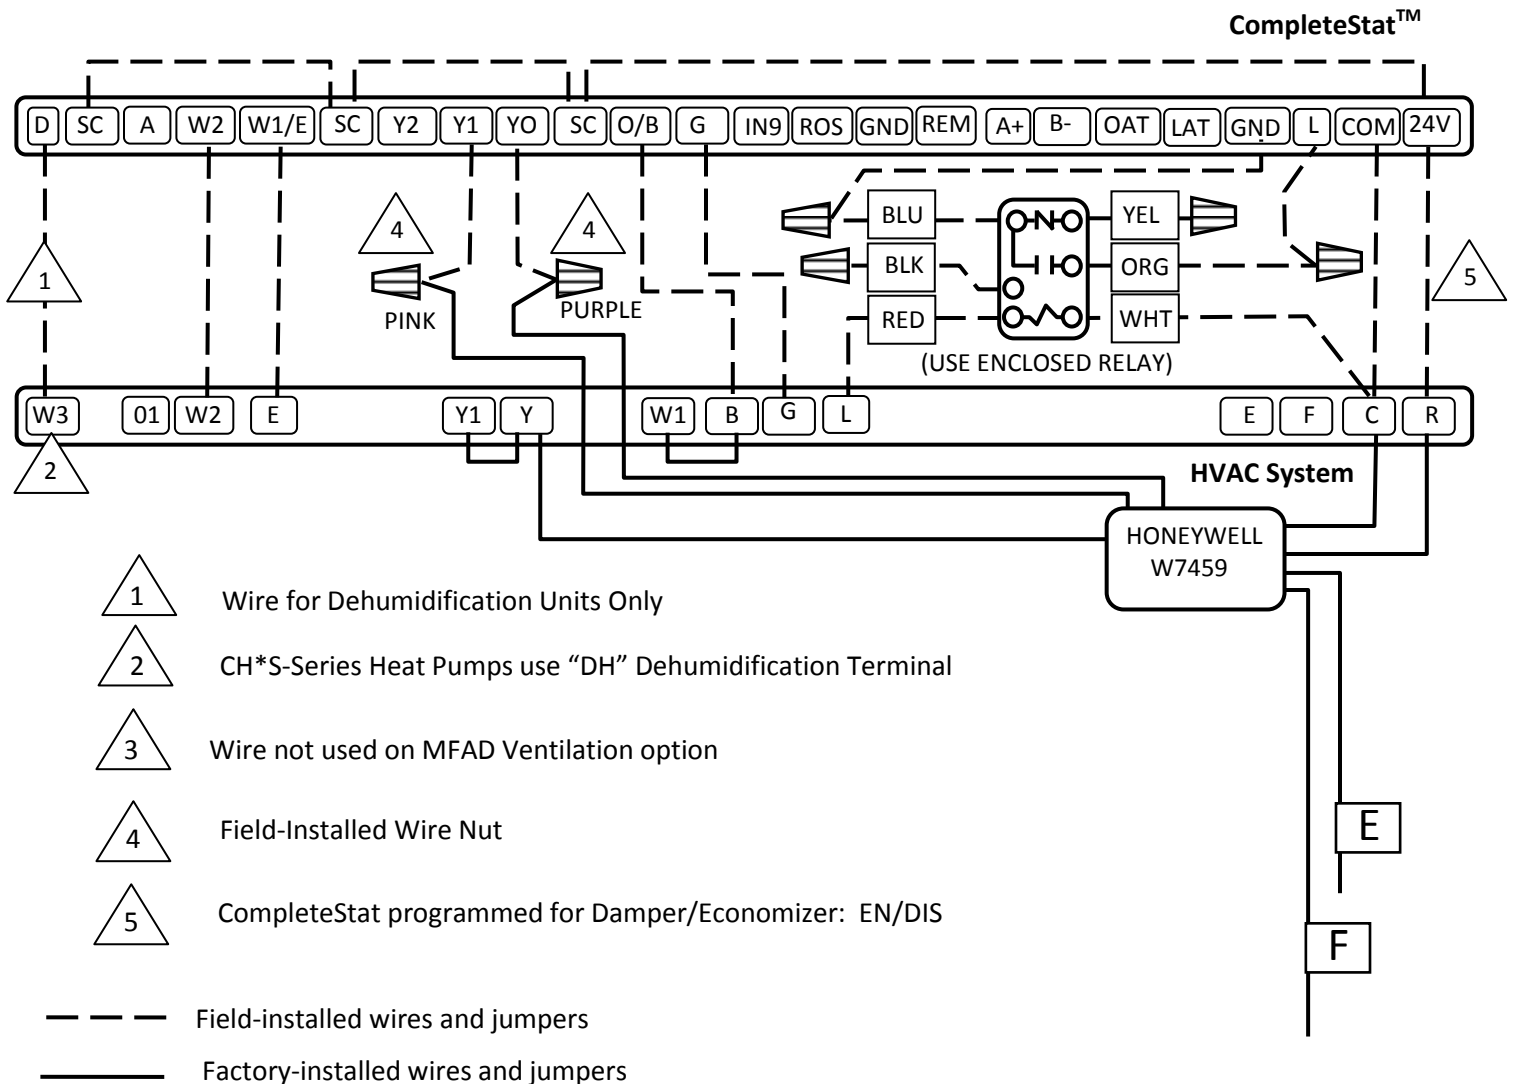 CompleteStat™
D SC A W2 W1/E SC Y2 Y1 YO SC O/B G IN9 ROS GND REM A+ B- OAT LAT GND L COM 24V
4 4 BLU YEL
1 BLK ORG 5
PINK PURPLE RED WHT
(USE ENCLOSED RELAY)
W3 01 W2 E Y1 Y W1 B G L E F C R
2 HVAC System
HONEYWELL
W7459
1 Wire for Dehumidification Units Only
2 CH*S-Series Heat Pumps use “DH” Dehumidification Terminal
3 Wire not used on MFAD Ventilation option
4 Field-Installed Wire Nut
E
5 CompleteStat programmed for Damper/Economizer: EN/DIS
F
Field-installed wires and jumpers
Factory-installed wires and jumpers